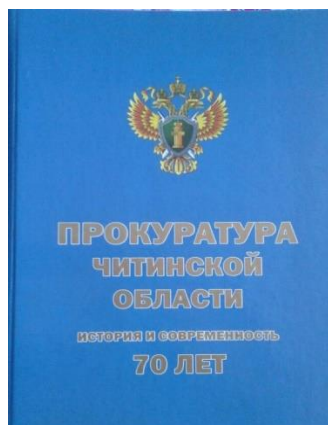 ПРОКУРАТУРА
ЧИТИНСКОЙ
ОБЛАСТИ
ИСТОРИЯ И СОВРЕМЕННОСТЬ
70 ЛЕТ